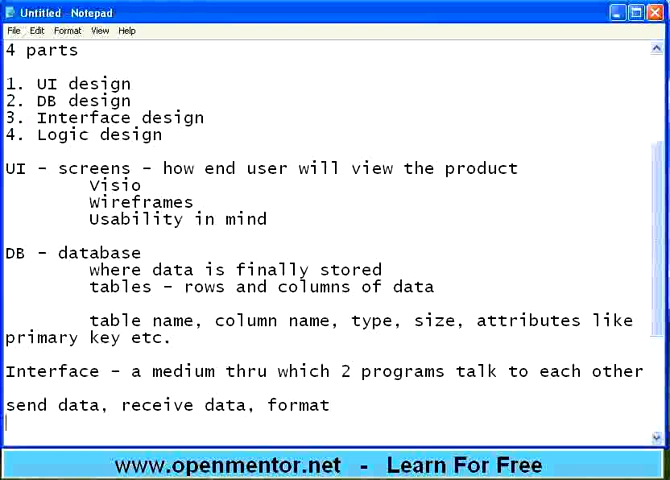 Untitled - Notepad
File Edit Format View Help
4 parts
1. UI design
2. DB design
3. Interface design
4. Logic design
UI - screens - how end user will view the product
Visio
Wireframes
Usability in mind
DB - database
where data is finally stored
tables - rows and columns of data
table name, column name, type, size, attributes like
primary key etc.
Interface - a medium thru which 2 programs talk to each other
send data, receive data, format
www.openmentor.net - Learn For Free